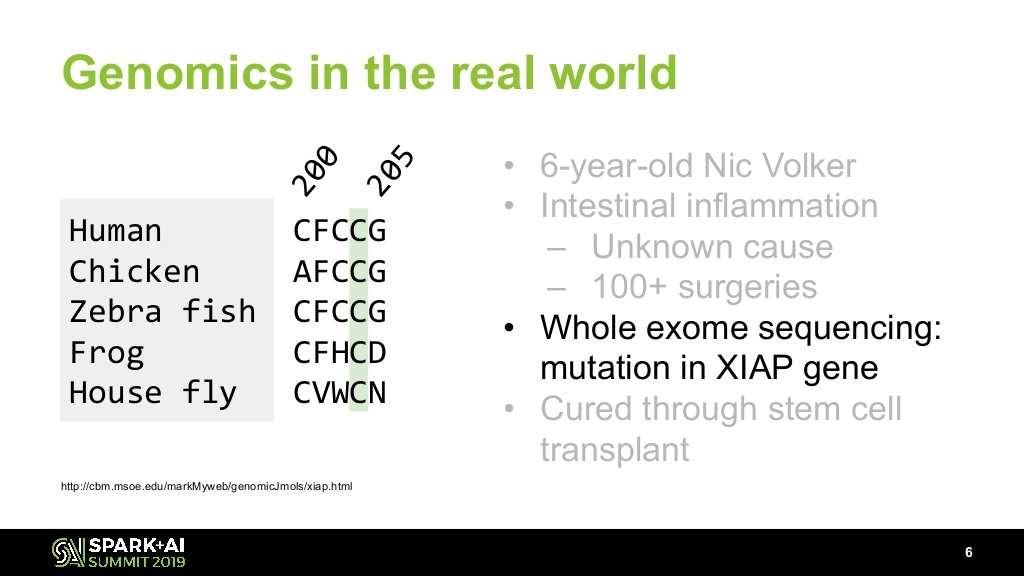 Genomics in the real world
200 205
Human CFCCG
Chicken AFCCG
Zebra fish CFCCG
Frog CFHCD
House fly CVWCN
• 6-year-old Nic Volker
• Intestinal inflammation
– Unknown cause
– 100+ surgeries
• Whole exome sequencing:
mutation in XIAP gene
• Cured through stem cell
transplant
http://cbm.msoe.edu/markMyweb/genomicJmols/xiap.html
SPARK+AI
SUMMIT 2019
6